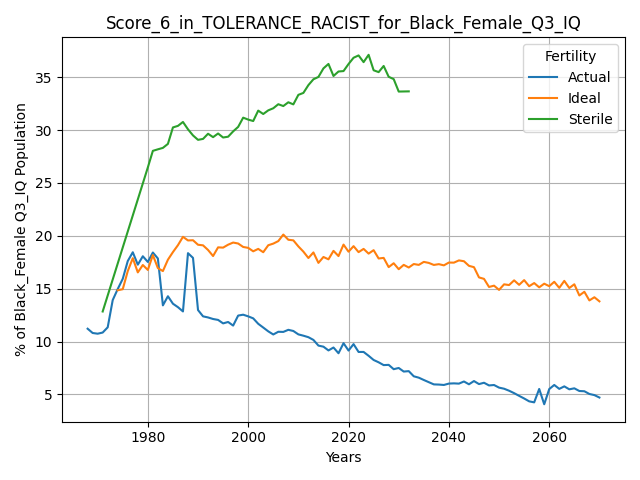 Score_6_in_TOLERANCE_RACIST_for_Black_Female_Q3_IQ
Fertility
Actual
Ideal
Sterile
% of Black_Female Q3_IQ Population
35
30
25
20
15
10
5
1980
2000
2020
2040
2060
Years